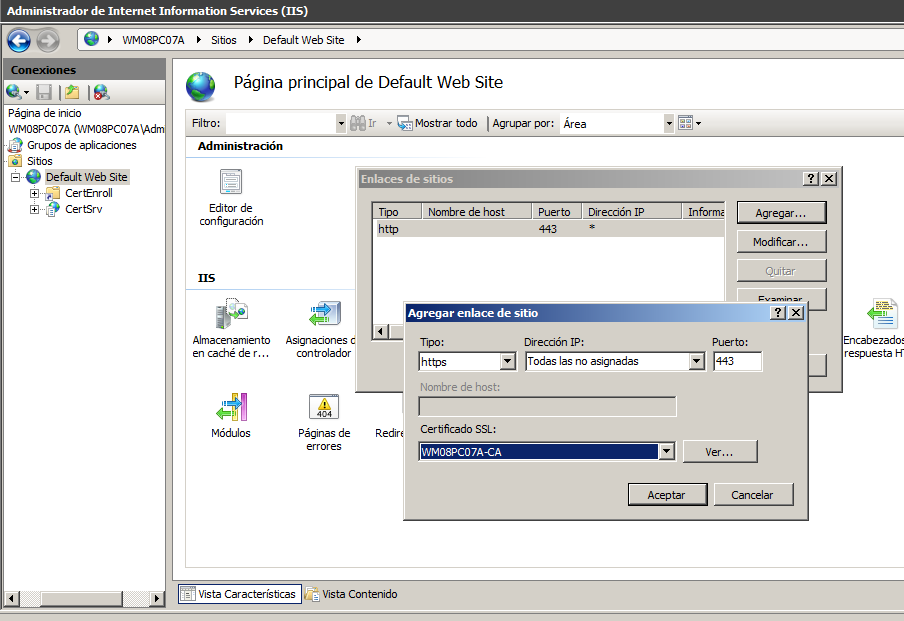 Administrador de Internet Information Services (IIS)
WM08PC07A
Sitios
Default Web Site
Conexiones
Página de inicio
WM08PC07A (WM08PC07A\Adm
Grupos de aplicaciones
Sitios
Default Web Site
CertEnroll
CertSrv
Página principal de Default Web Site
Filtro:
Ir
Mostrar todo
Agrupar por:
Área
Administración
Editor de
configuración
IIS
Almacenamiento
en caché de r...
Asignaciones d
controlador
Módulos
Páginas de
errores
404
Redire
Encabezados
respuesta HT
Enlaces de sitios
Tipo Nombre de host Puerto Dirección IP Informa
http 443 *
Agregar...
Modificar...
Quitar
Examinar
Agregar enlace de sitio
Tipo:
Dirección IP:
Puerto:
https
Todas las no asignadas
443
Nombre de host:
Certificado SSL:
WM08PC07A-CA
Ver...
Aceptar
Cancelar
Vista Características
Vista Contenido